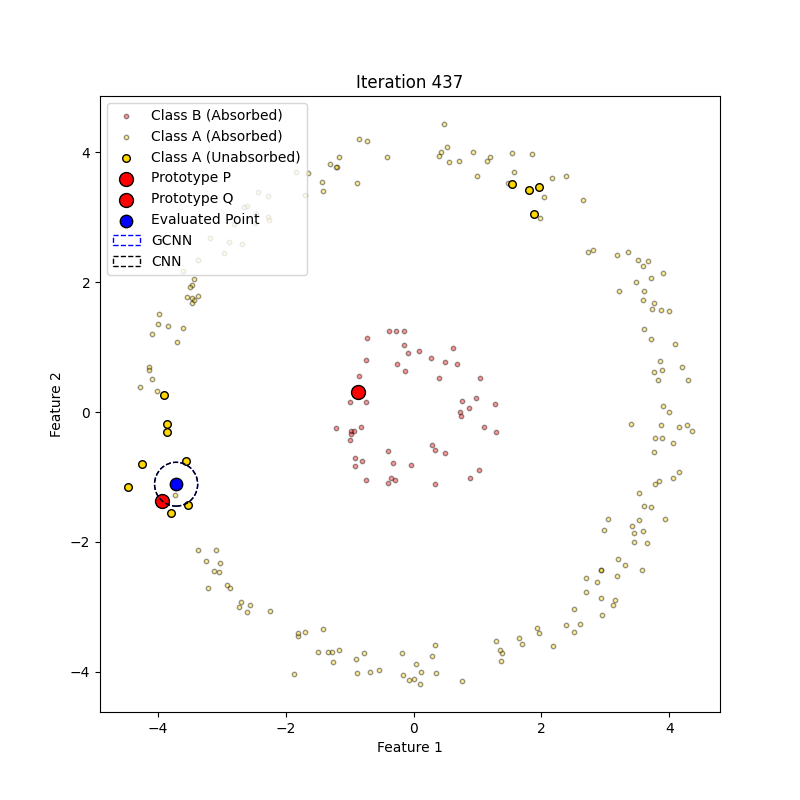 Iteration 437
Class B (Absorbed)
Class A (Absorbed)
Class A (Unabsorbed)
Prototype P
Prototype Q
Evaluated Point
GCNN
CNN
4
2
0
−2
−4
Feature 2
−4
−2
0
2
4
Feature 1